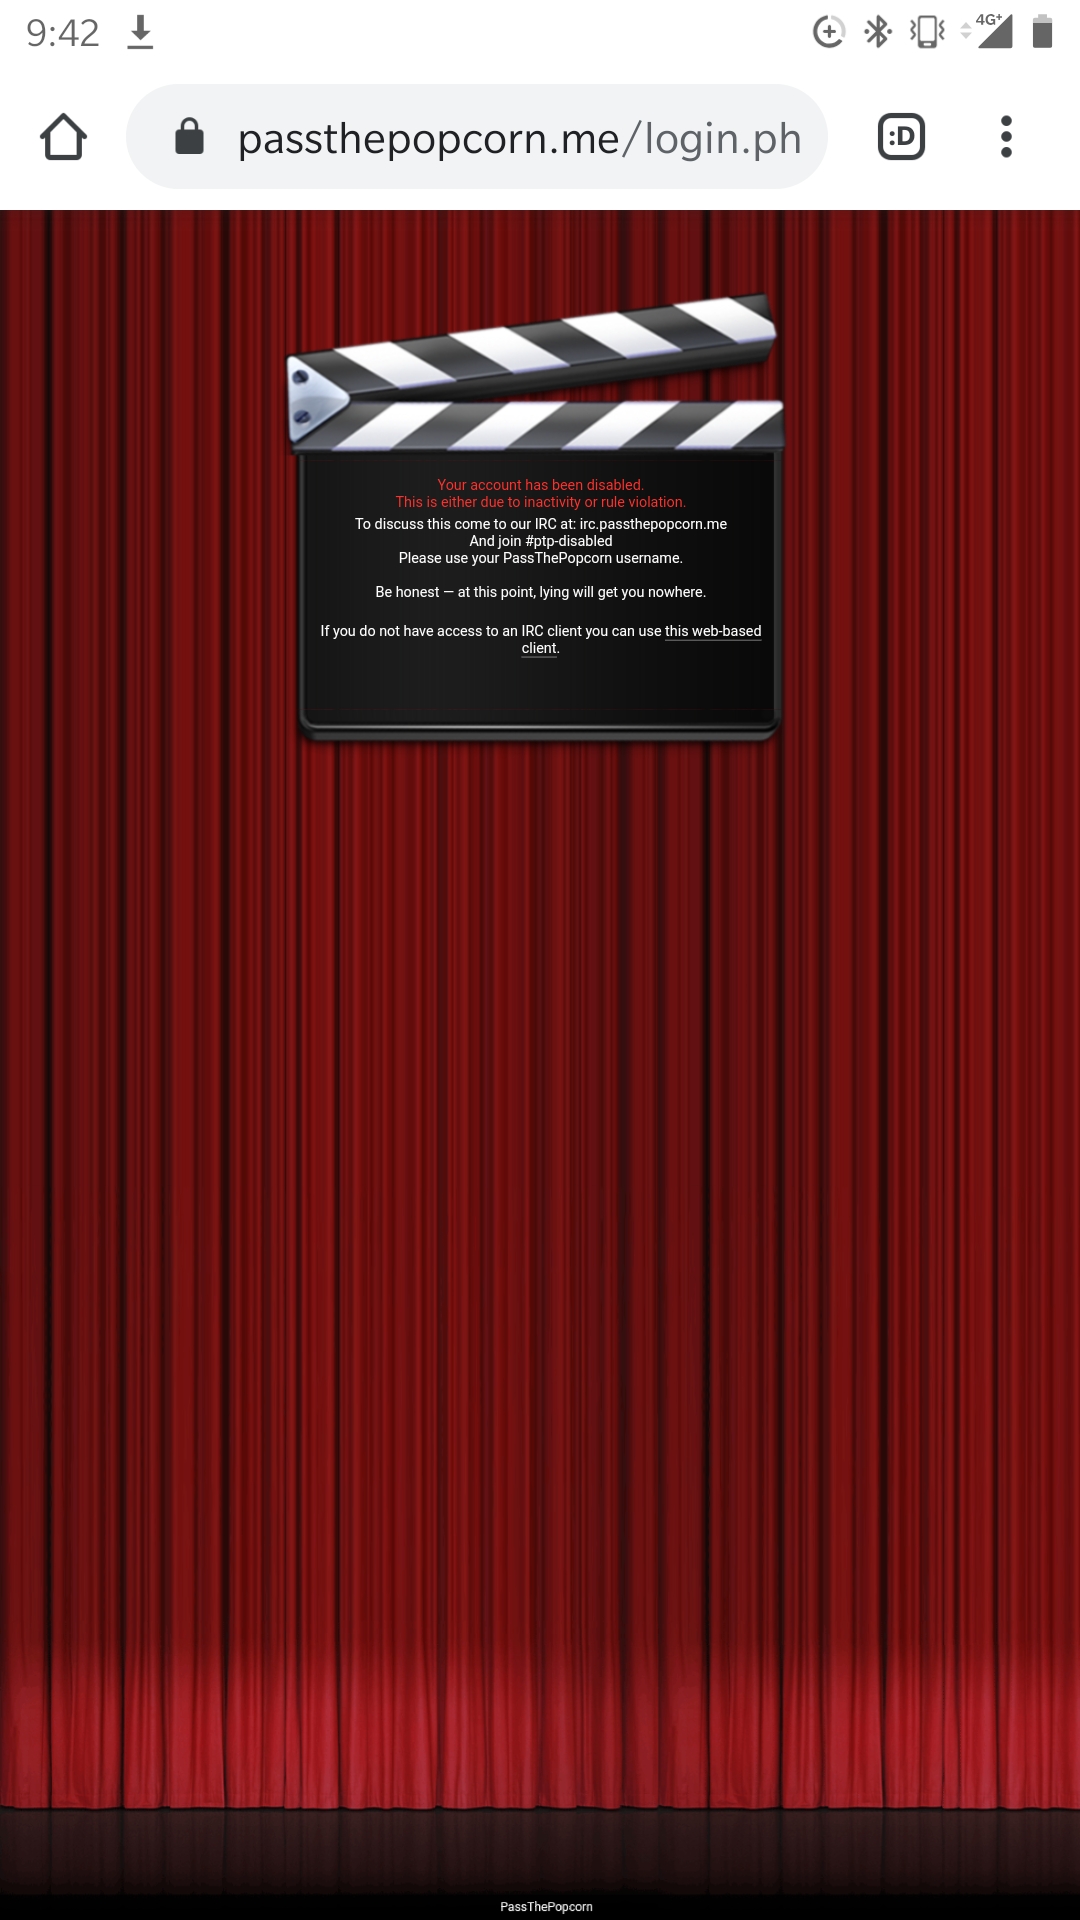 9:42
4G+
passthepopcorn.me/login.ph
:D
Your account has been disabled.
This is either due to inactivity or rule violation.
To discuss this come to our IRC at: irc.passthepopcorn.me
And join #ptp-disabled
Please use your PassThePopcorn username.
Be honest — at this point, lying will get you nowhere.
If you do not have access to an IRC client you can use this web-based
client.
PassThePopcorn